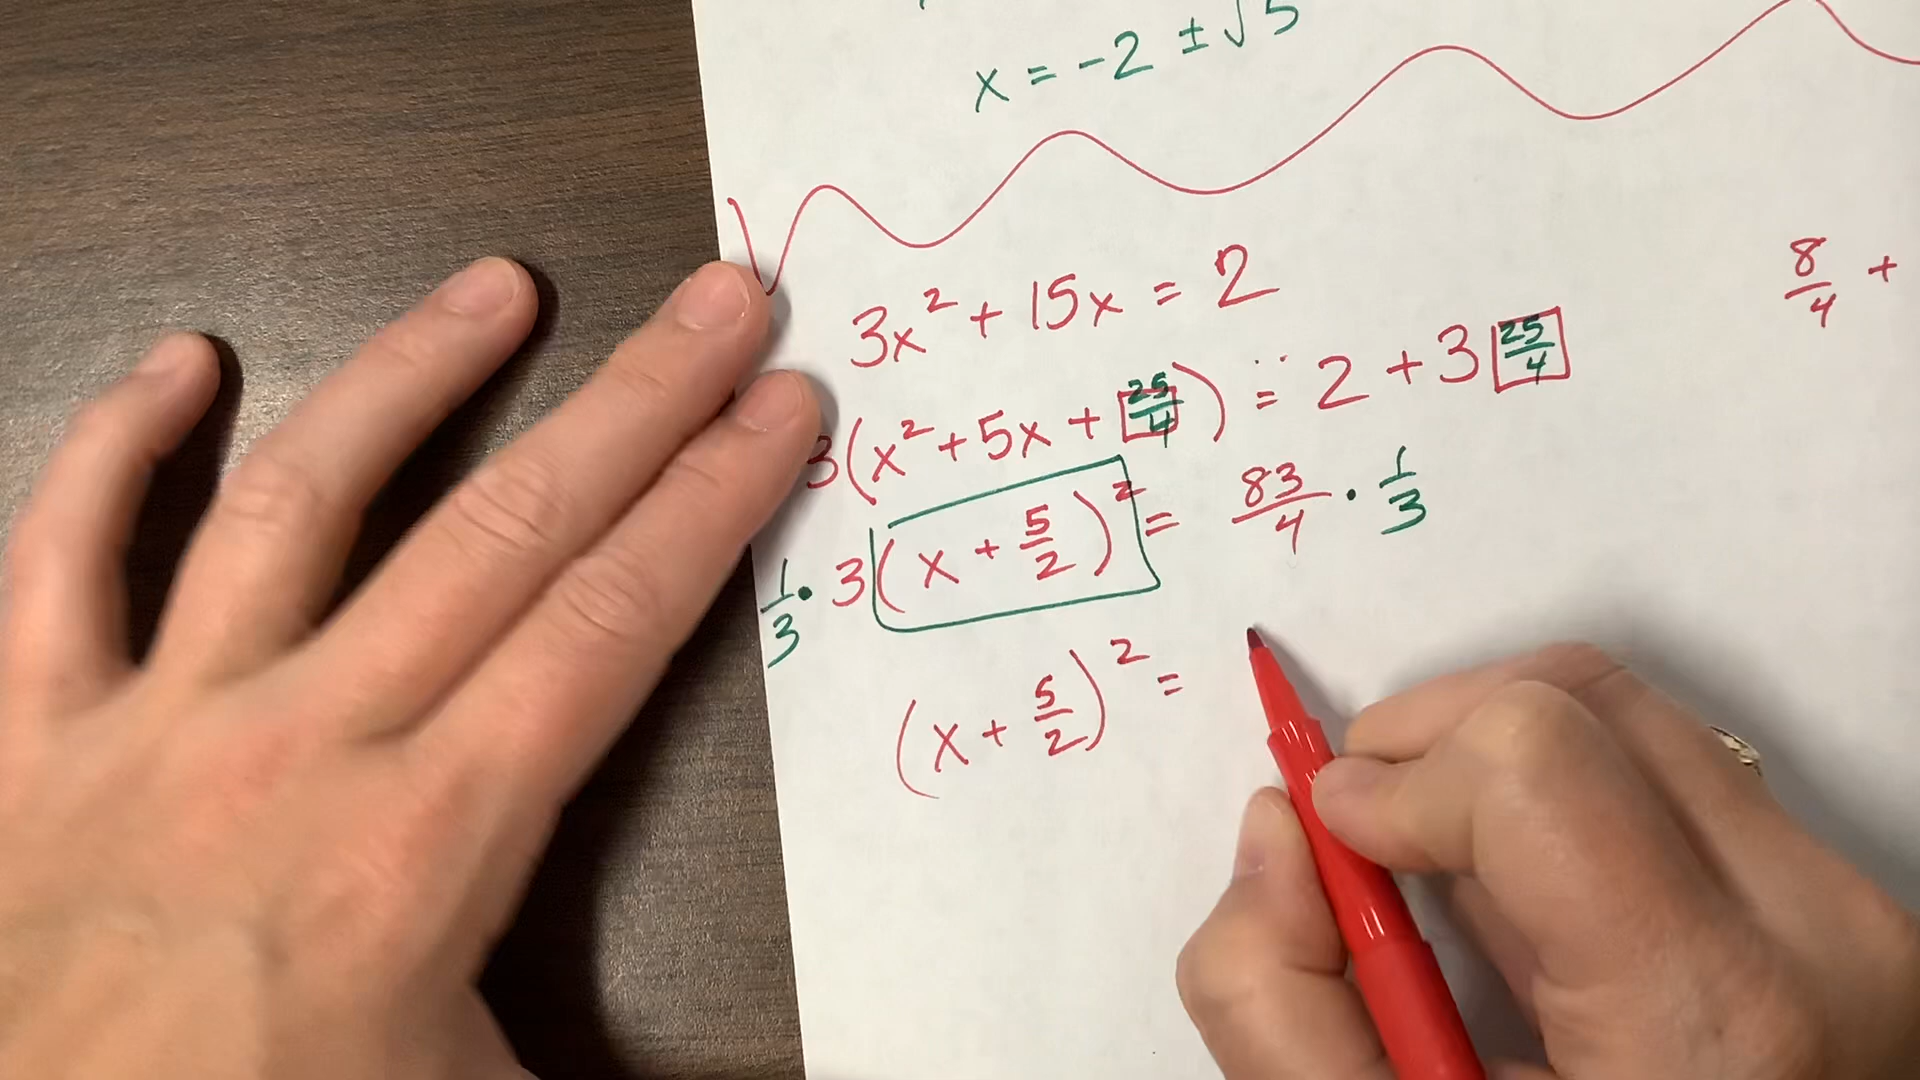 x = -2 ± √5
3x² + 15x = 2
8/4 +
3(x² + 5x + 25/4) = 2 + 3 25/4
1/3 · 3(x + 5/2)² = 83/4 · 1/3
(x + 5/2)² =